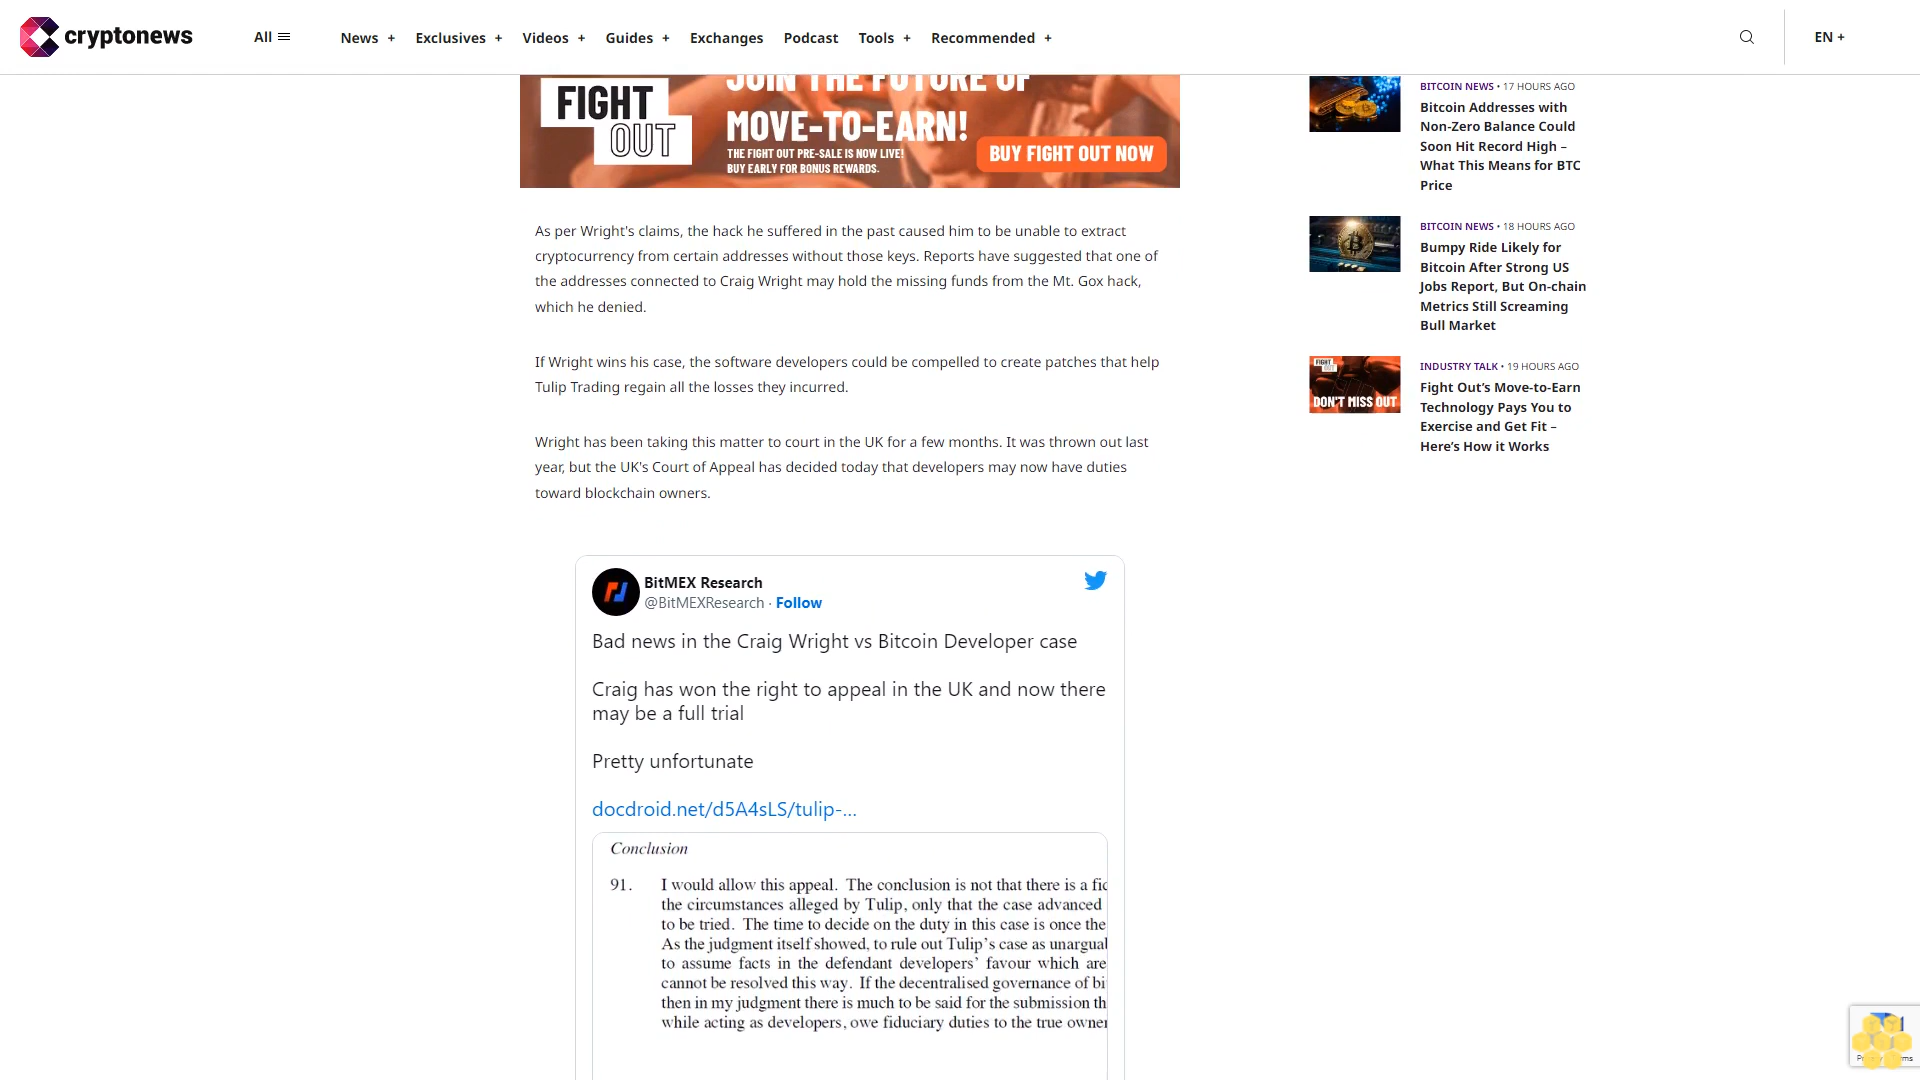 cryptonews
All
News +
Exclusives +
Videos +
Guides +
Exchanges
Podcast
Tools +
Recommended +
EN +
FIGHT
OUT
JOIN THE FUTURE OF
MOVE-TO-EARN!
THE FIGHT OUT PRE-SALE IS NOW LIVE!
BUY EARLY FOR BONUS REWARDS.
BUY FIGHT OUT NOW
As per Wright's claims, the hack he suffered in the past caused him to be unable to extract
cryptocurrency from certain addresses without those keys. Reports have suggested that one of
the addresses connected to Craig Wright may hold the missing funds from the Mt. Gox hack,
which he denied.
If Wright wins his case, the software developers could be compelled to create patches that help
Tulip Trading regain all the losses they incurred.
Wright has been taking this matter to court in the UK for a few months. It was thrown out last
year, but the UK's Court of Appeal has decided today that developers may now have duties
toward blockchain owners.
BitMEX Research
@BitMEXResearch · Follow
Bad news in the Craig Wright vs Bitcoin Developer case
Craig has won the right to appeal in the UK and now there
may be a full trial
Pretty unfortunate
docdroid.net/d5A4sLS/tulip-…
Conclusion
91. I would allow this appeal. The conclusion is not that there is a fic
the circumstances alleged by Tulip, only that the case advanced
to be tried. The time to decide on the duty in this case is once the
As the judgment itself showed, to rule out Tulip's case as unargual
to assume facts in the defendant developers' favour which are
cannot be resolved this way. If the decentralised governance of bi
then in my judgment there is much to be said for the submission th
while acting as developers, owe fiduciary duties to the true owner
BITCOIN NEWS • 17 HOURS AGO
Bitcoin Addresses with
Non-Zero Balance Could
Soon Hit Record High –
What This Means for BTC
Price
BITCOIN NEWS • 18 HOURS AGO
Bumpy Ride Likely for
Bitcoin After Strong US
Jobs Report, But On-chain
Metrics Still Screaming
Bull Market
FIGHT
OUT
DON'T MISS OUT
INDUSTRY TALK • 19 HOURS AGO
Fight Out's Move-to-Earn
Technology Pays You to
Exercise and Get Fit –
Here's How it Works